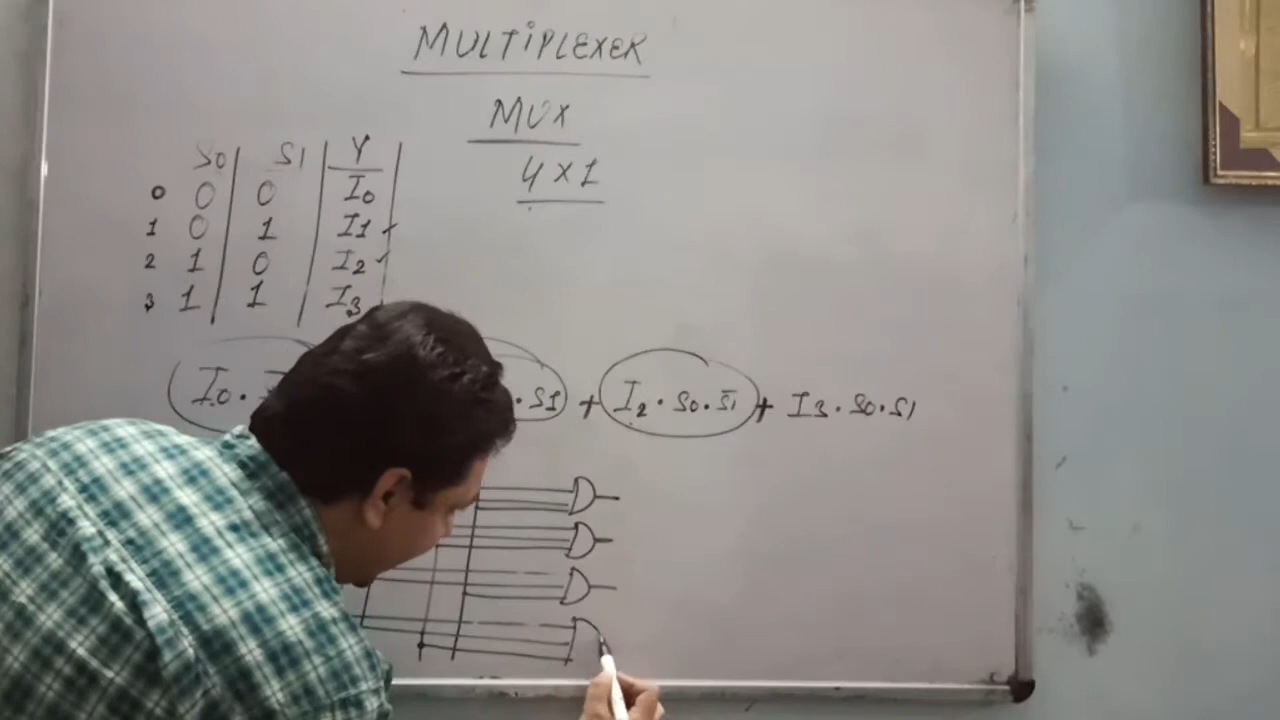 MULTiPLEXER
MUX
4 X 1
S0 S1 Y
0 0 0 I0
1 0 1 I1
2 1 0 I2
3 1 1 I3
I0 . . S1 + I2 . S0 . S̅1 + I3 . S0 . S1